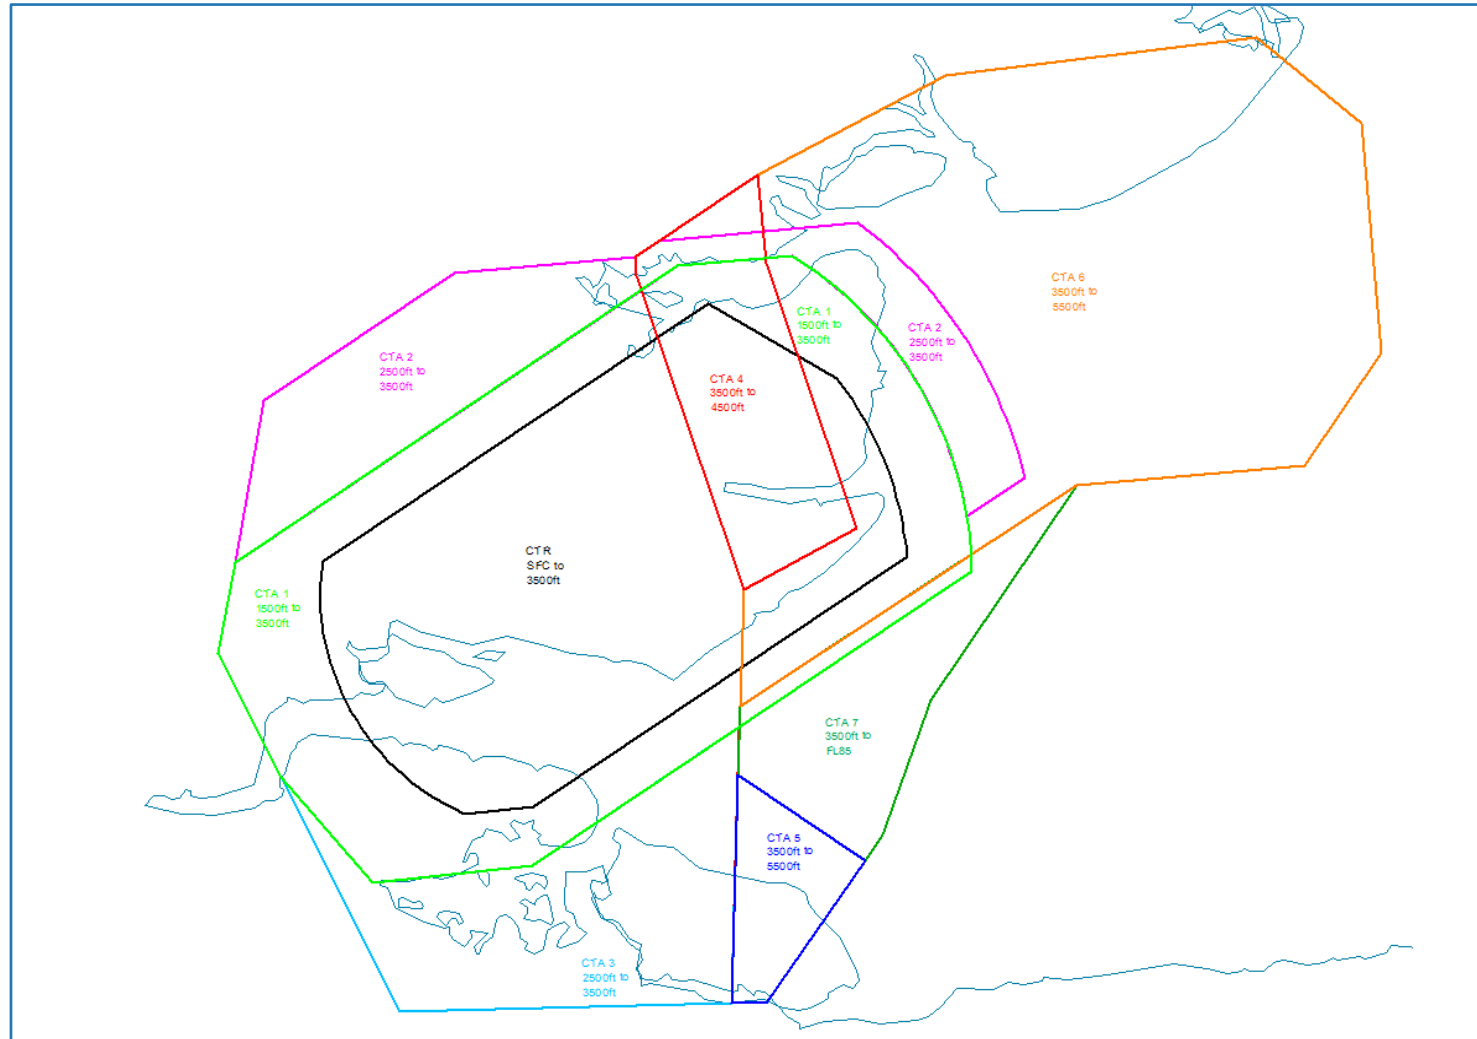 CTA 6
3500ft to
5500ft
CTA 1
1500ft to
3500ft
CTA 2
2500ft to
3500ft
CTA 2
2500ft to
3500ft
CTA 4
3500ft to
4500ft
CTR
SFC to
3500ft
CTA 1
1500ft to
3500ft
CTA 7
3500ft to
FL85
CTA 5
3500ft to
5500ft
CTA 3
2500ft to
3500ft